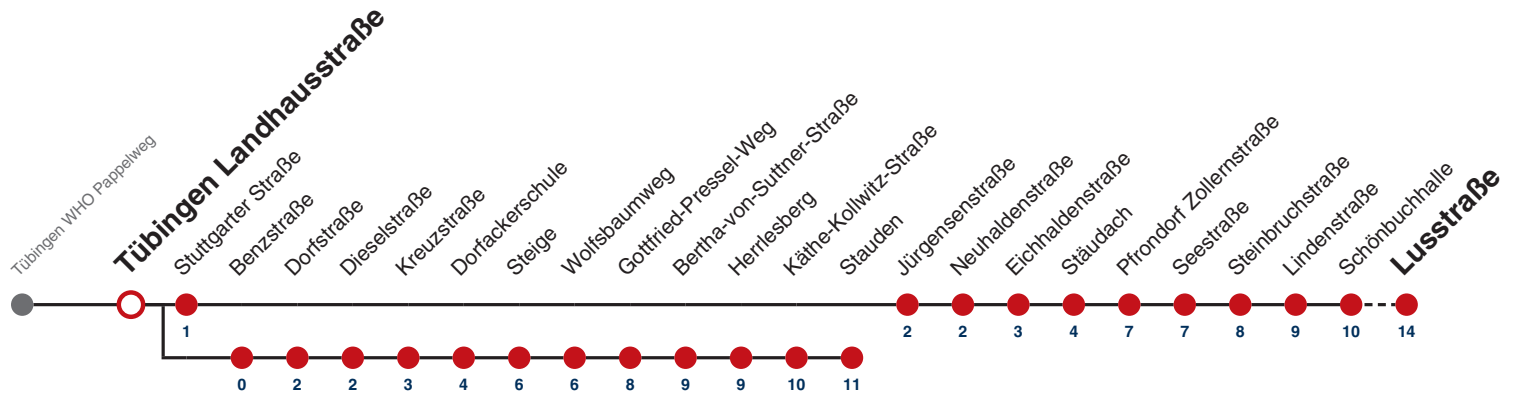 Tübingen WHO Pappelweg
Tübingen Landhausstraße
Stuttgarter Straße
Benzstraße
Dorfstraße
Dieselstraße
Kreuzstraße
Dorfackerschule
Steige
Wolfsbaumweg
Gottfried-Pressel-Weg
Bertha-von-Suttner-Straße
Herrlesberg
Käthe-Kollwitz-Straße
Stauden
Jürgensenstraße
Neuhaldenstraße
Eichhaldenstraße
Stäudach
Pfrondorf Zollernstraße
Seestraße
Steinbruchstraße
Lindenstraße
Schönbuchhalle
Lusstraße
1 2 2 3 4 7 7 8 9 10 14
0 2 2 3 4 6 6 8 9 9 10 11